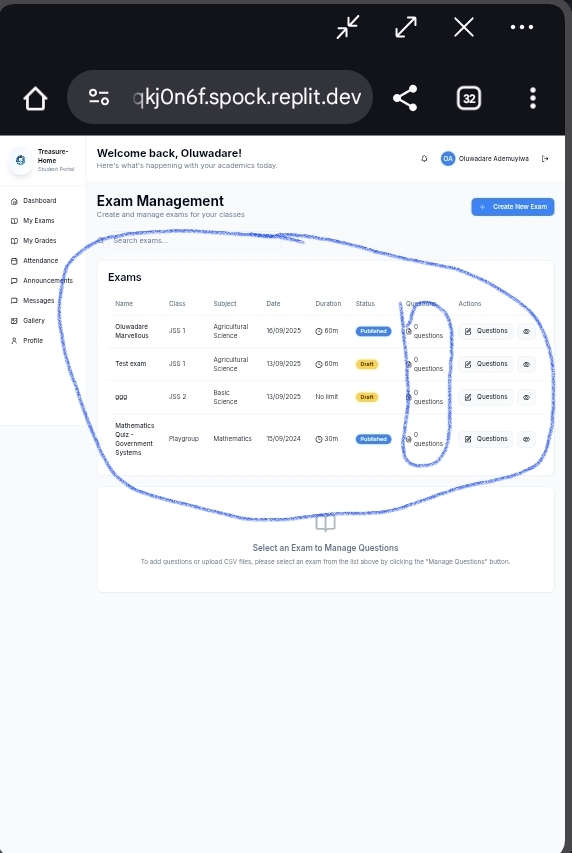 qkj0n6f.spock.replit.dev
32
Treasure-
Home
Student Portal
Welcome back, Oluwadare!
Here's what's happening with your academics today.
OA
Oluwadare Ademuyiwa
Dashboard
My Exams
My Grades
Attendance
Announcements
Messages
Gallery
Profile
Exam Management
Create and manage exams for your classes
Create New Exam
Search exams...
Exams
Name Class Subject Date Duration Status Questions Actions
Oluwadare
Marvellous
JSS 1
Agricultural
Science
16/09/2025
60m
Published
0
questions
Questions
Test exam
JSS 1
Agricultural
Science
13/09/2025
60m
Draft
0
questions
Questions
ggg
JSS 2
Basic
Science
13/09/2025
No limit
Draft
0
questions
Questions
Mathematics
Quiz -
Government
Systems
Playgroup
Mathematics
15/09/2024
30m
Published
0
questions
Questions
Select an Exam to Manage Questions
To add questions or upload CSV files, please select an exam from the list above by clicking the "Manage Questions" button.